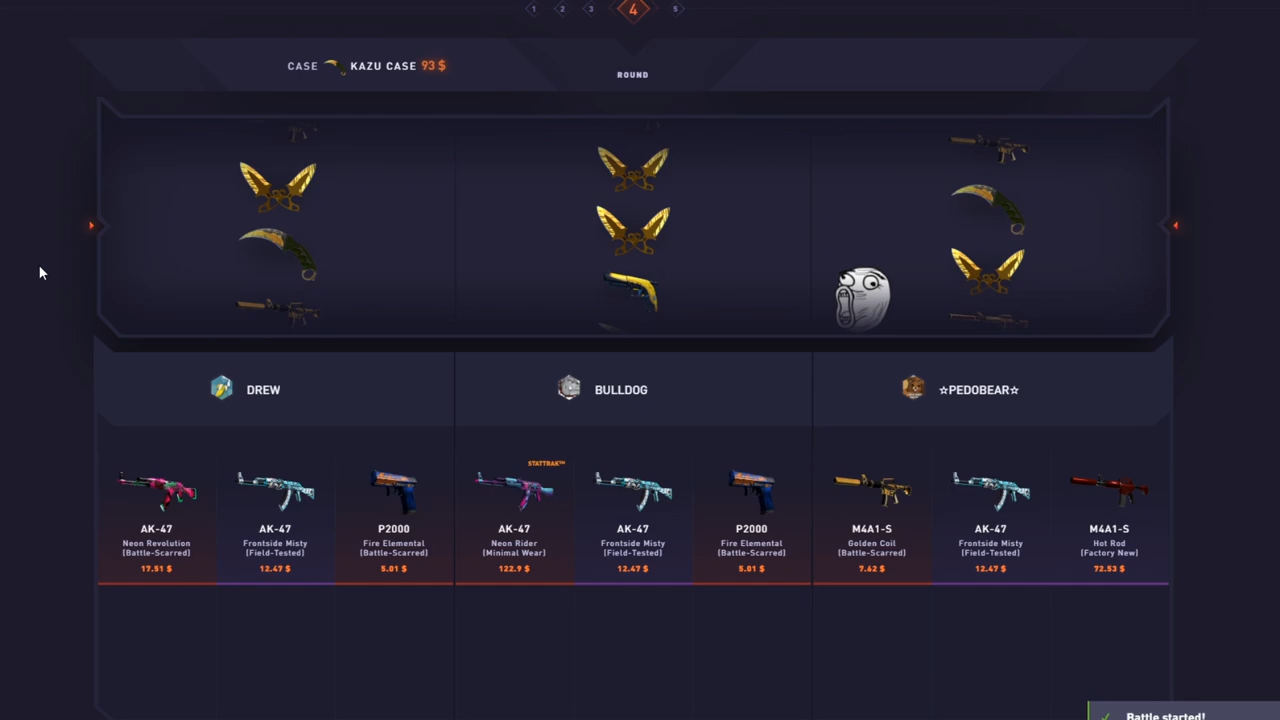 1 2 3 4 5
CASE KAZU CASE 93 $
ROUND
DREW
BULLDOG
☆PEDOBEAR☆
AK-47
Neon Revolution
(Battle-Scarred)
17.51 $
AK-47
Frontside Misty
(Field-Tested)
12.47 $
P2000
Fire Elemental
(Battle-Scarred)
5.01 $
STATTRAK™
AK-47
Neon Rider
(Minimal Wear)
122.9 $
AK-47
Frontside Misty
(Field-Tested)
12.47 $
P2000
Fire Elemental
(Battle-Scarred)
5.01 $
M4A1-S
Golden Coil
(Battle-Scarred)
7.62 $
AK-47
Frontside Misty
(Field-Tested)
12.47 $
M4A1-S
Hot Rod
(Factory New)
72.53 $
Battle started!